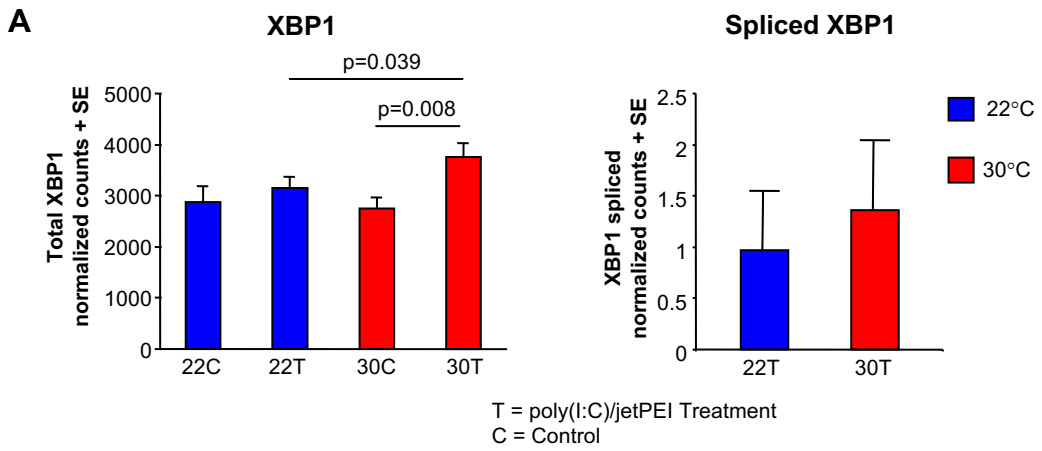 A
XBP1
Spliced XBP1
p=0.039
p=0.008
Total XBP1
normalized counts + SE
5000
4000
3000
2000
1000
0
22C
22T
30C
30T
XBP1 spliced
normalized counts + SE
2.5
2
1.5
1
0.5
0
22T
30T
22°C
30°C
T = poly(I:C)/jetPEI Treatment
C = Control